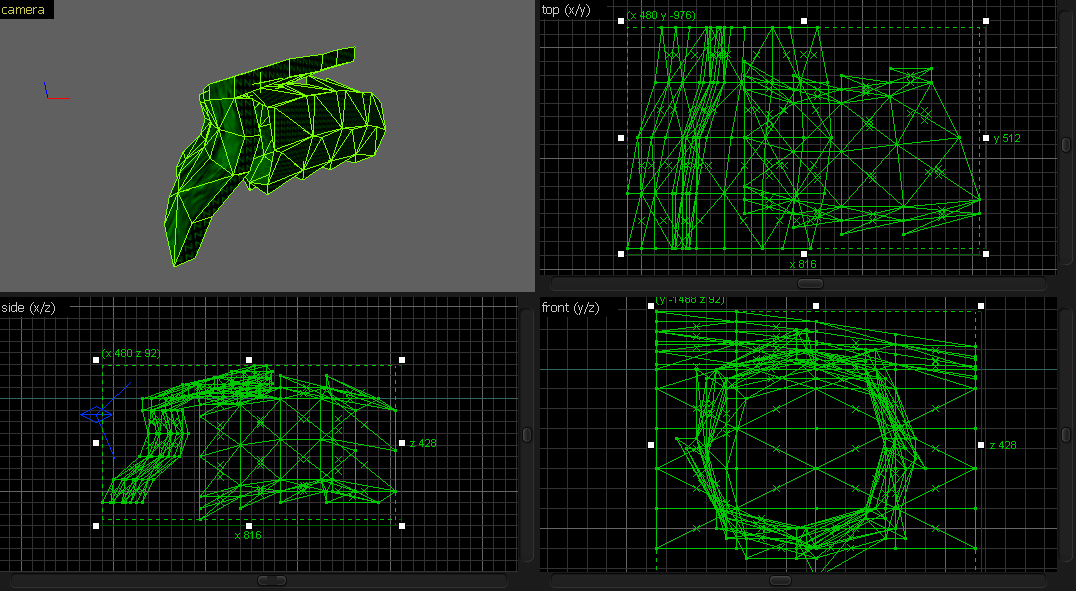 camera
top (x/y)
(x 480 y -976)
y 512
x 816
side (x/z)
(x 480 z 92)
z 428
x 816
front (y/z)
(y -1488 z 92)
z 428